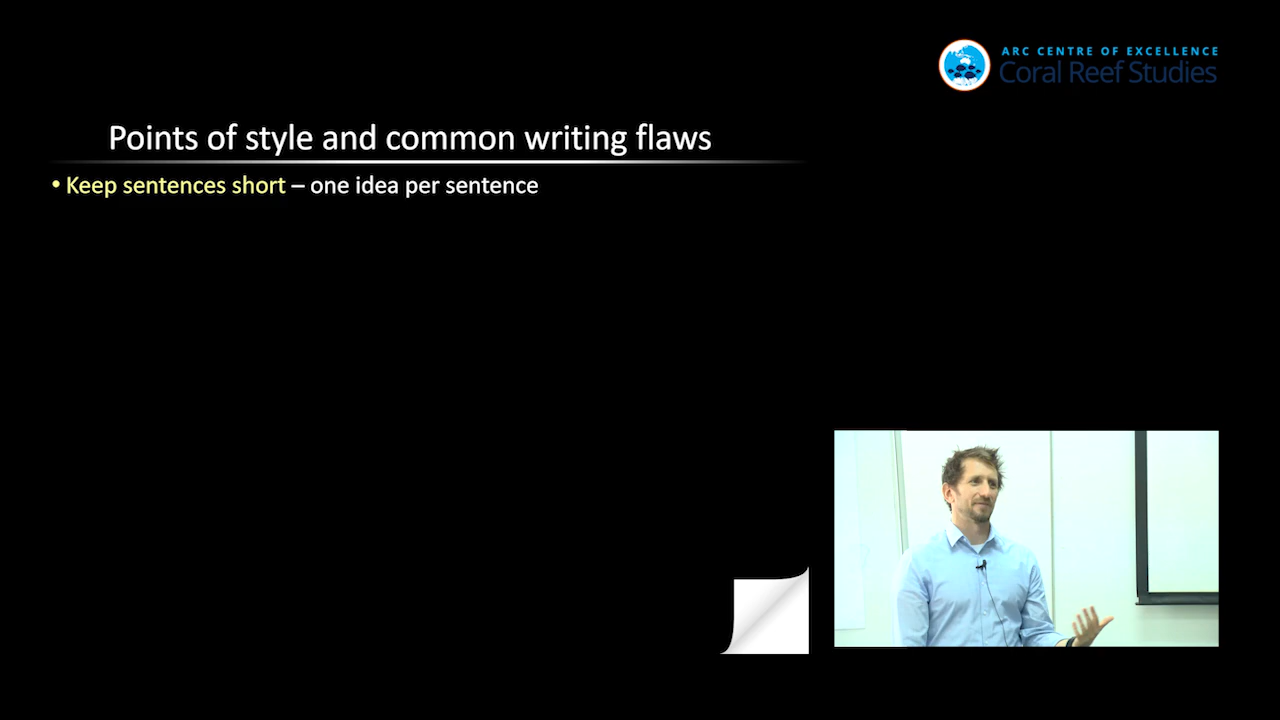 ARC CENTRE OF EXCELLENCE
Coral Reef Studies
Points of style and common writing flaws
• Keep sentences short – one idea per sentence